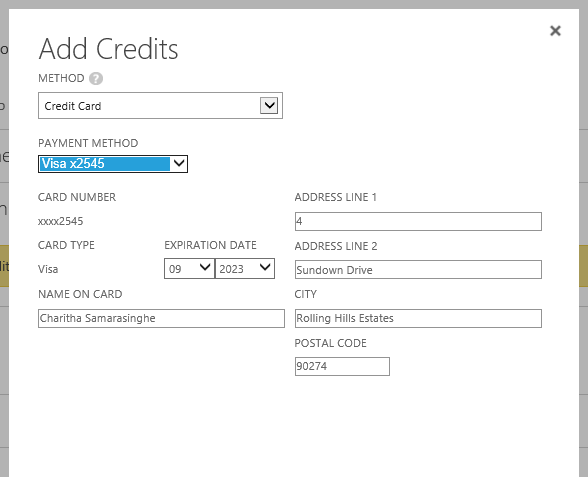 Add Credits
METHOD ?
Credit Card
PAYMENT METHOD
Visa x2545
CARD NUMBER
xxxx2545
CARD TYPE
Visa
EXPIRATION DATE
09 2023
NAME ON CARD
Charitha Samarasinghe
ADDRESS LINE 1
4
ADDRESS LINE 2
Sundown Drive
CITY
Rolling Hills Estates
POSTAL CODE
90274